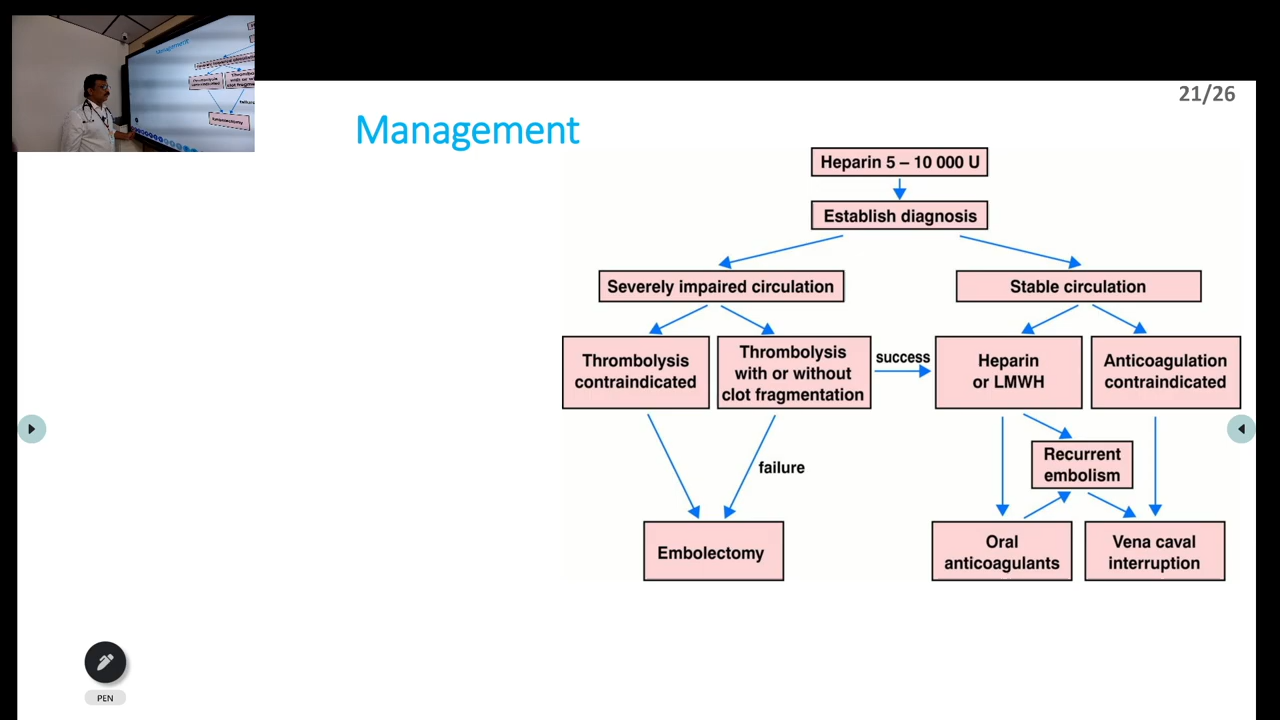 Management
21/26
Management
Heparin 5 – 10 000 U
Establish diagnosis
Severely impaired circulation
Stable circulation
Thrombolysis
contraindicated
Thrombolysis
with or without
clot fragmentation
success
Heparin
or LMWH
Anticoagulation
contraindicated
failure
Recurrent
embolism
Embolectomy
Oral
anticoagulants
Vena caval
interruption
PEN